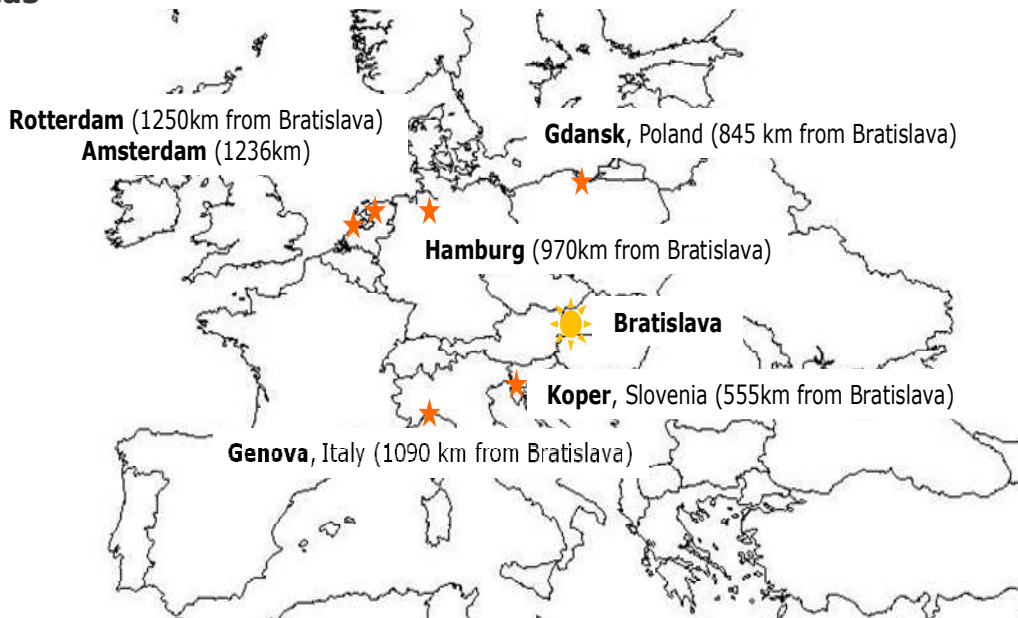 Rotterdam (1250km from Bratislava)
Amsterdam (1236km)
Gdansk, Poland (845 km from Bratislava)
Hamburg (970km from Bratislava)
Bratislava
Koper, Slovenia (555km from Bratislava)
Genova, Italy (1090 km from Bratislava)